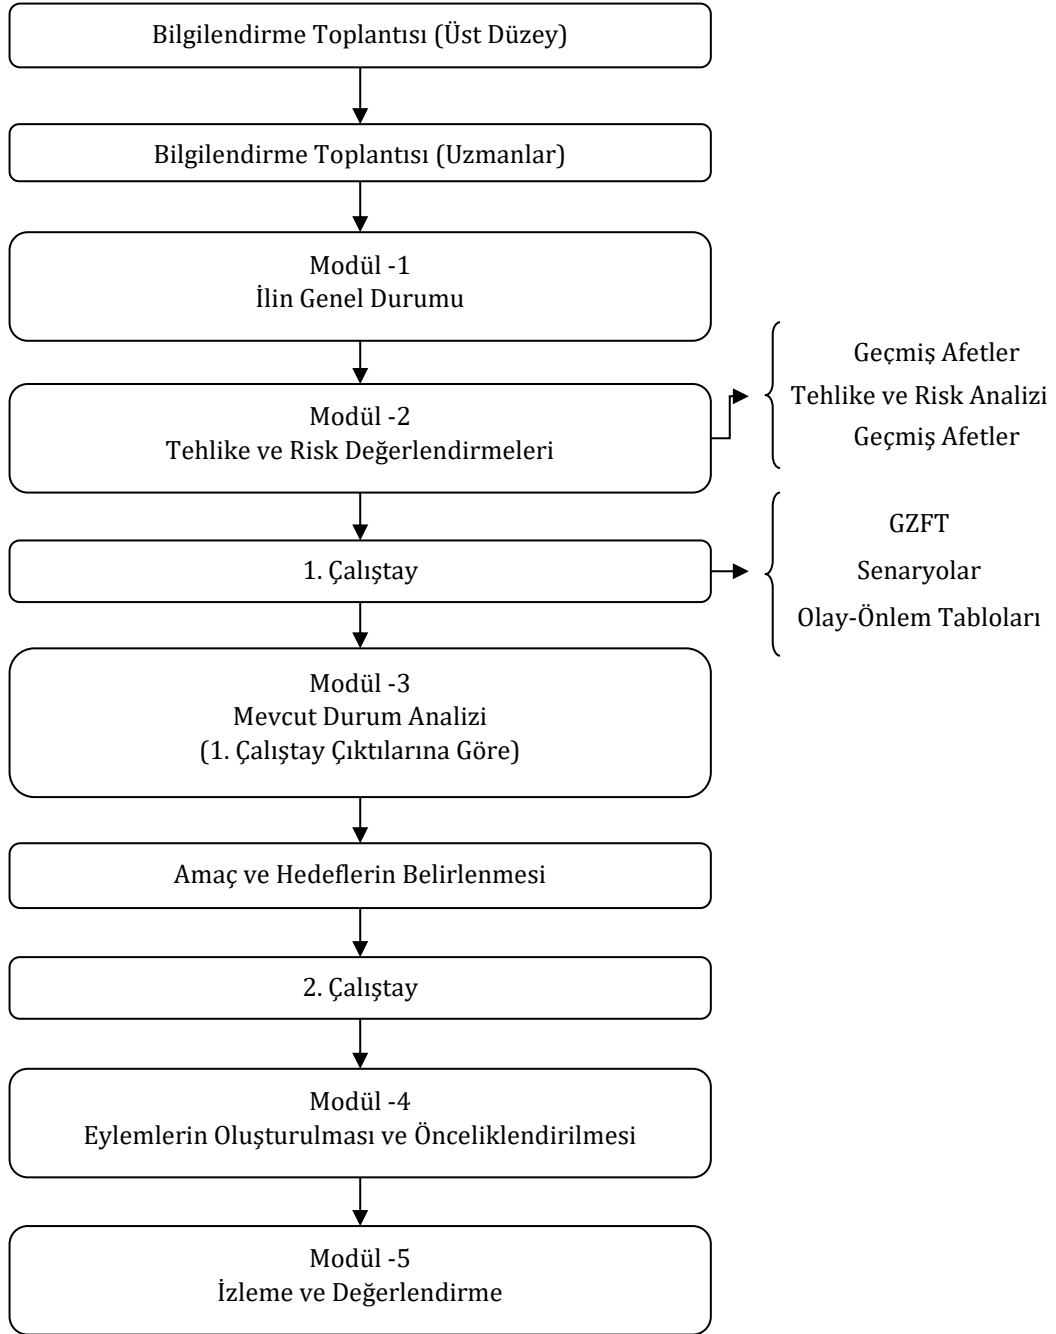 Bilgilendirme Toplantısı (Üst Düzey)
Bilgilendirme Toplantısı (Uzmanlar)
Modül -1
İlin Genel Durumu
Modül -2
Tehlike ve Risk Değerlendirmeleri
Geçmiş Afetler
Tehlike ve Risk Analizi
Geçmiş Afetler
1. Çalıştay
GZFT
Senaryolar
Olay-Önlem Tabloları
Modül -3
Mevcut Durum Analizi
(1. Çalıştay Çıktılarına Göre)
Amaç ve Hedeflerin Belirlenmesi
2. Çalıştay
Modül -4
Eylemlerin Oluşturulması ve Önceliklendirilmesi
Modül -5
İzleme ve Değerlendirme